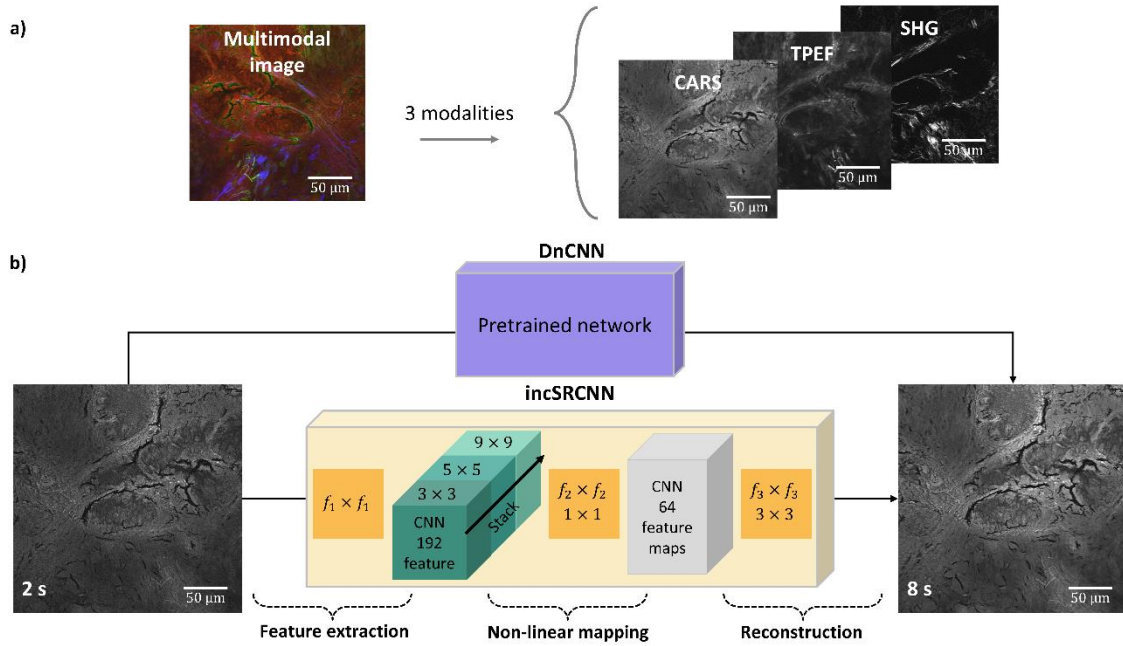 a)
Multimodal
image
50 µm
3 modalities
CARS
50 µm
TPEF
50 µm
SHG
50 µm
b)
DnCNN
Pretrained network
incSRCNN
2 s
50 µm
f₁ × f₁
9 × 9
5 × 5
3 × 3
CNN
192
feature
Stack
f₂ × f₂
1 × 1
CNN
64
feature
maps
f₃ × f₃
3 × 3
8 s
50 µm
Feature extraction
Non-linear mapping
Reconstruction